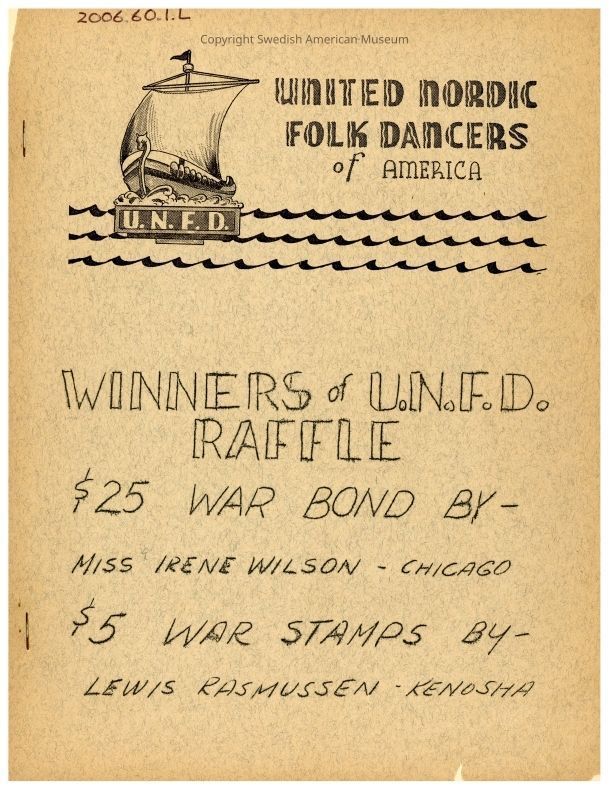 2006.60.1.L
Copyright Swedish American Museum
UNITED NORDIC
FOLK DANCERS
of AMERICA
U.N.F.D.
WINNERS of U.N.F.D.
RAFFLE
$25 WAR BOND BY-
MISS IRENE WILSON - CHICAGO
$5 WAR STAMPS BY-
LEWIS RASMUSSEN - KENOSHA